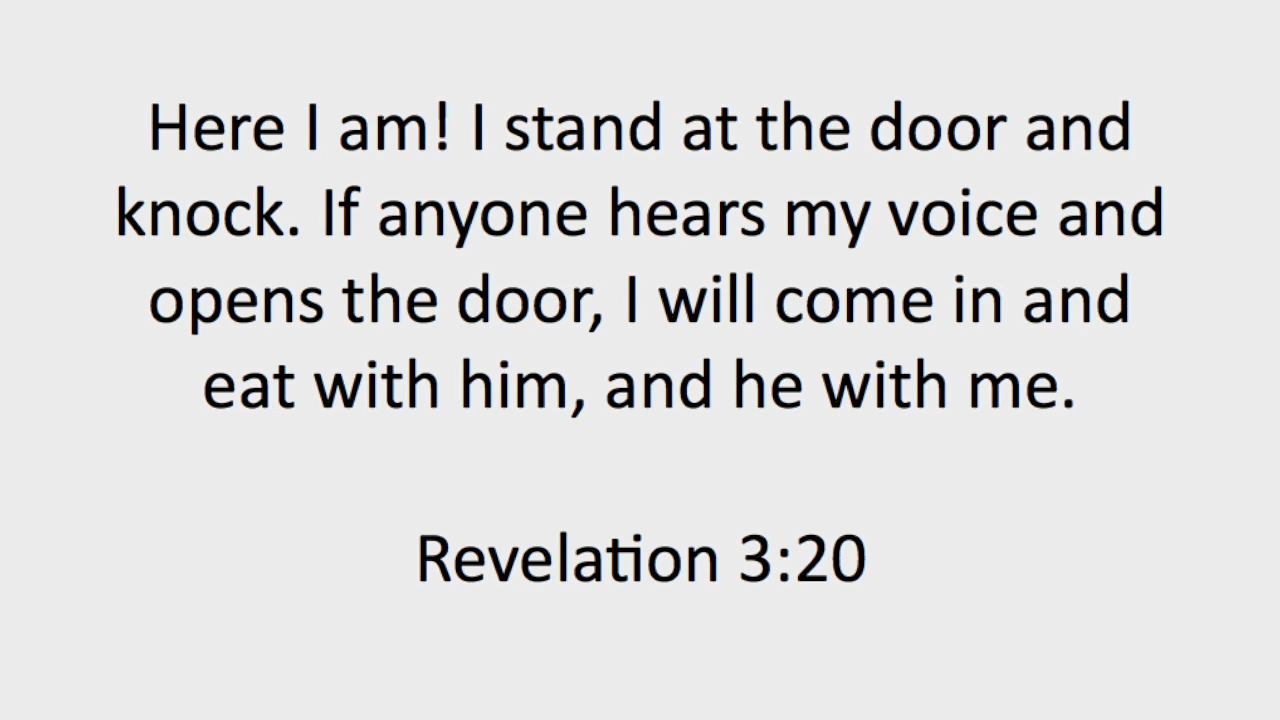 Here I am! I stand at the door and
knock. If anyone hears my voice and
opens the door, I will come in and
eat with him, and he with me.
Revelation 3:20